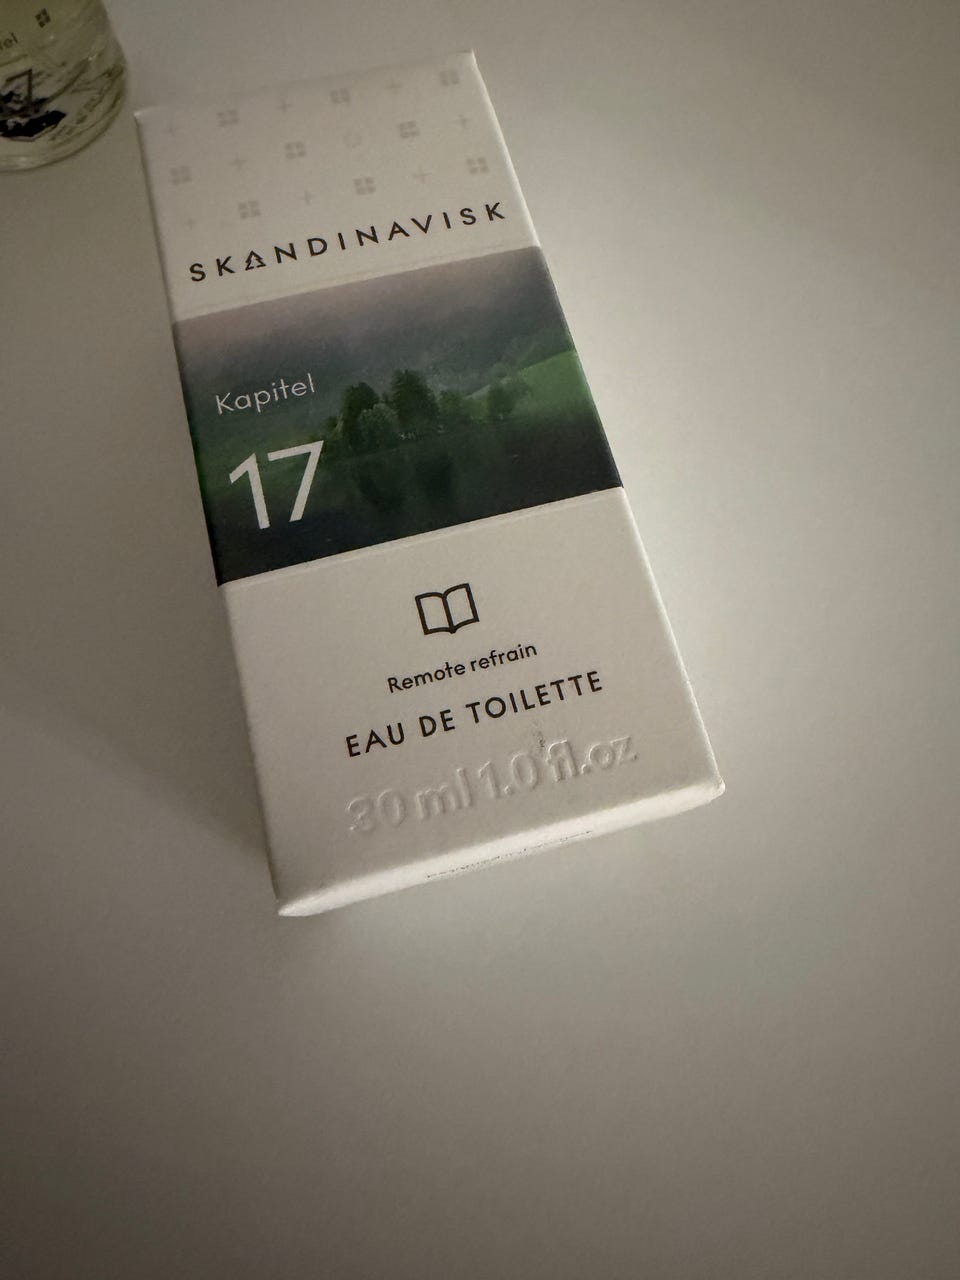 SKANDINAVISK
Kapitel
17
Remote refrain
EAU DE TOILETTE
30 ml 1.0 fl.oz